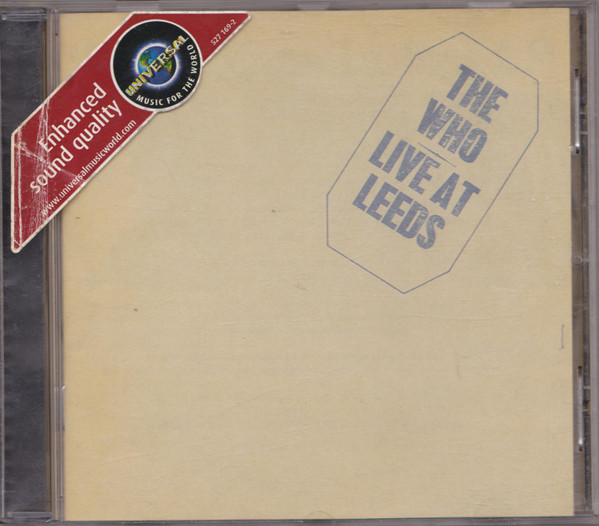 527 169-2
UNIVERSAL
MUSIC FOR THE WORLD
Enhanced
sound quality
www.universalmusicworld.com
THE
WHO
LIVE AT
LEEDS